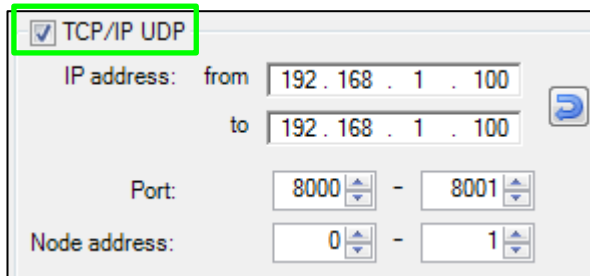 TCP/IP UDP
IP address: from 192 . 168 . 1 . 100
to 192 . 168 . 1 . 100
Port: 8000 - 8001
Node address: 0 - 1